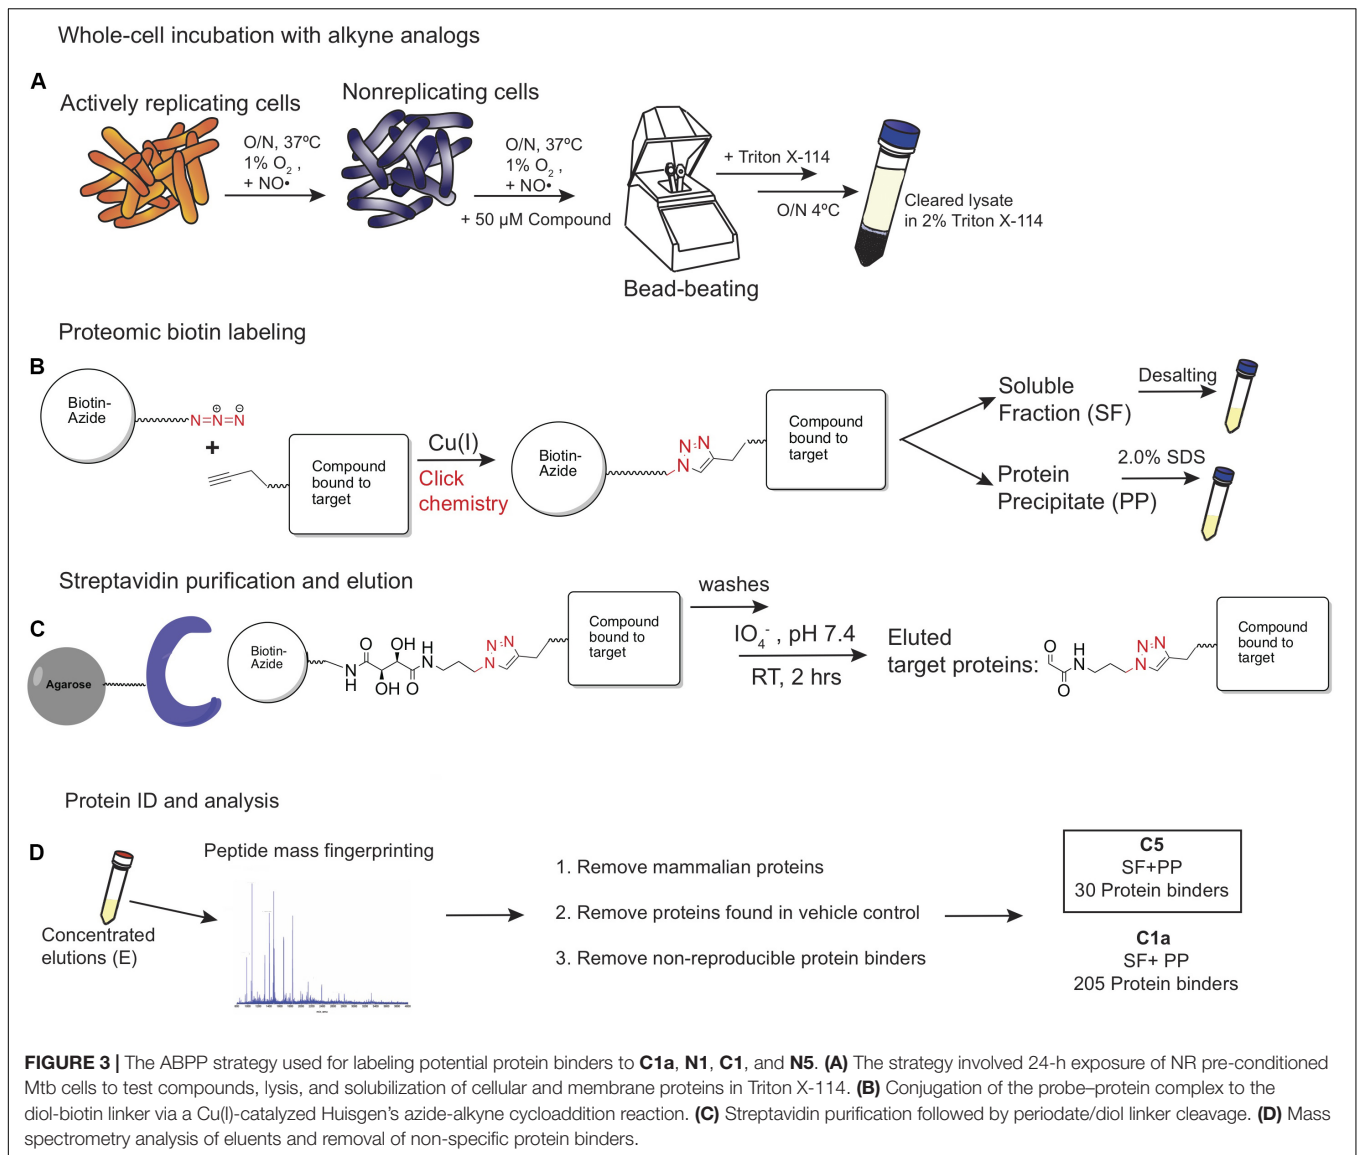 Whole-cell incubation with alkyne analogs
A
Actively replicating cells
O/N, 37ºC
1% O2 ,
+ NO•
Nonreplicating cells
O/N, 37ºC
1% O2 ,
+ NO•
+ 50 µM Compound
Bead-beating
+ Triton X-114
O/N 4ºC
Cleared lysate
in 2% Triton X-114
Proteomic biotin labeling
B
Biotin-
Azide
N=N=N
+
Compound
bound to
target
Cu(I)
Click
chemistry
Biotin-
Azide
N N
N
Compound
bound to
target
Soluble
Fraction (SF)
Desalting
Protein
Precipitate (PP)
2.0% SDS
Streptavidin purification and elution
C
Agarose
Biotin-
Azide
N
H
O
OH
OH
O
H
N
N N
N
Compound
bound to
target
washes
IO4- , pH 7.4
RT, 2 hrs
Eluted
target proteins:
O
O
H
N
N N
N
Compound
bound to
target
Protein ID and analysis
D
Concentrated
elutions (E)
Peptide mass fingerprinting
1. Remove mammalian proteins
2. Remove proteins found in vehicle control
3. Remove non-reproducible protein binders
C5
SF+PP
30 Protein binders
C1a
SF+ PP
205 Protein binders
FIGURE 3 | The ABPP strategy used for labeling potential protein binders to C1a, N1, C1, and N5. (A) The strategy involved 24-h exposure of NR pre-conditioned
Mtb cells to test compounds, lysis, and solubilization of cellular and membrane proteins in Triton X-114. (B) Conjugation of the probe–protein complex to the
diol-biotin linker via a Cu(I)-catalyzed Huisgen's azide-alkyne cycloaddition reaction. (C) Streptavidin purification followed by periodate/diol linker cleavage. (D) Mass
spectrometry analysis of eluents and removal of non-specific protein binders.